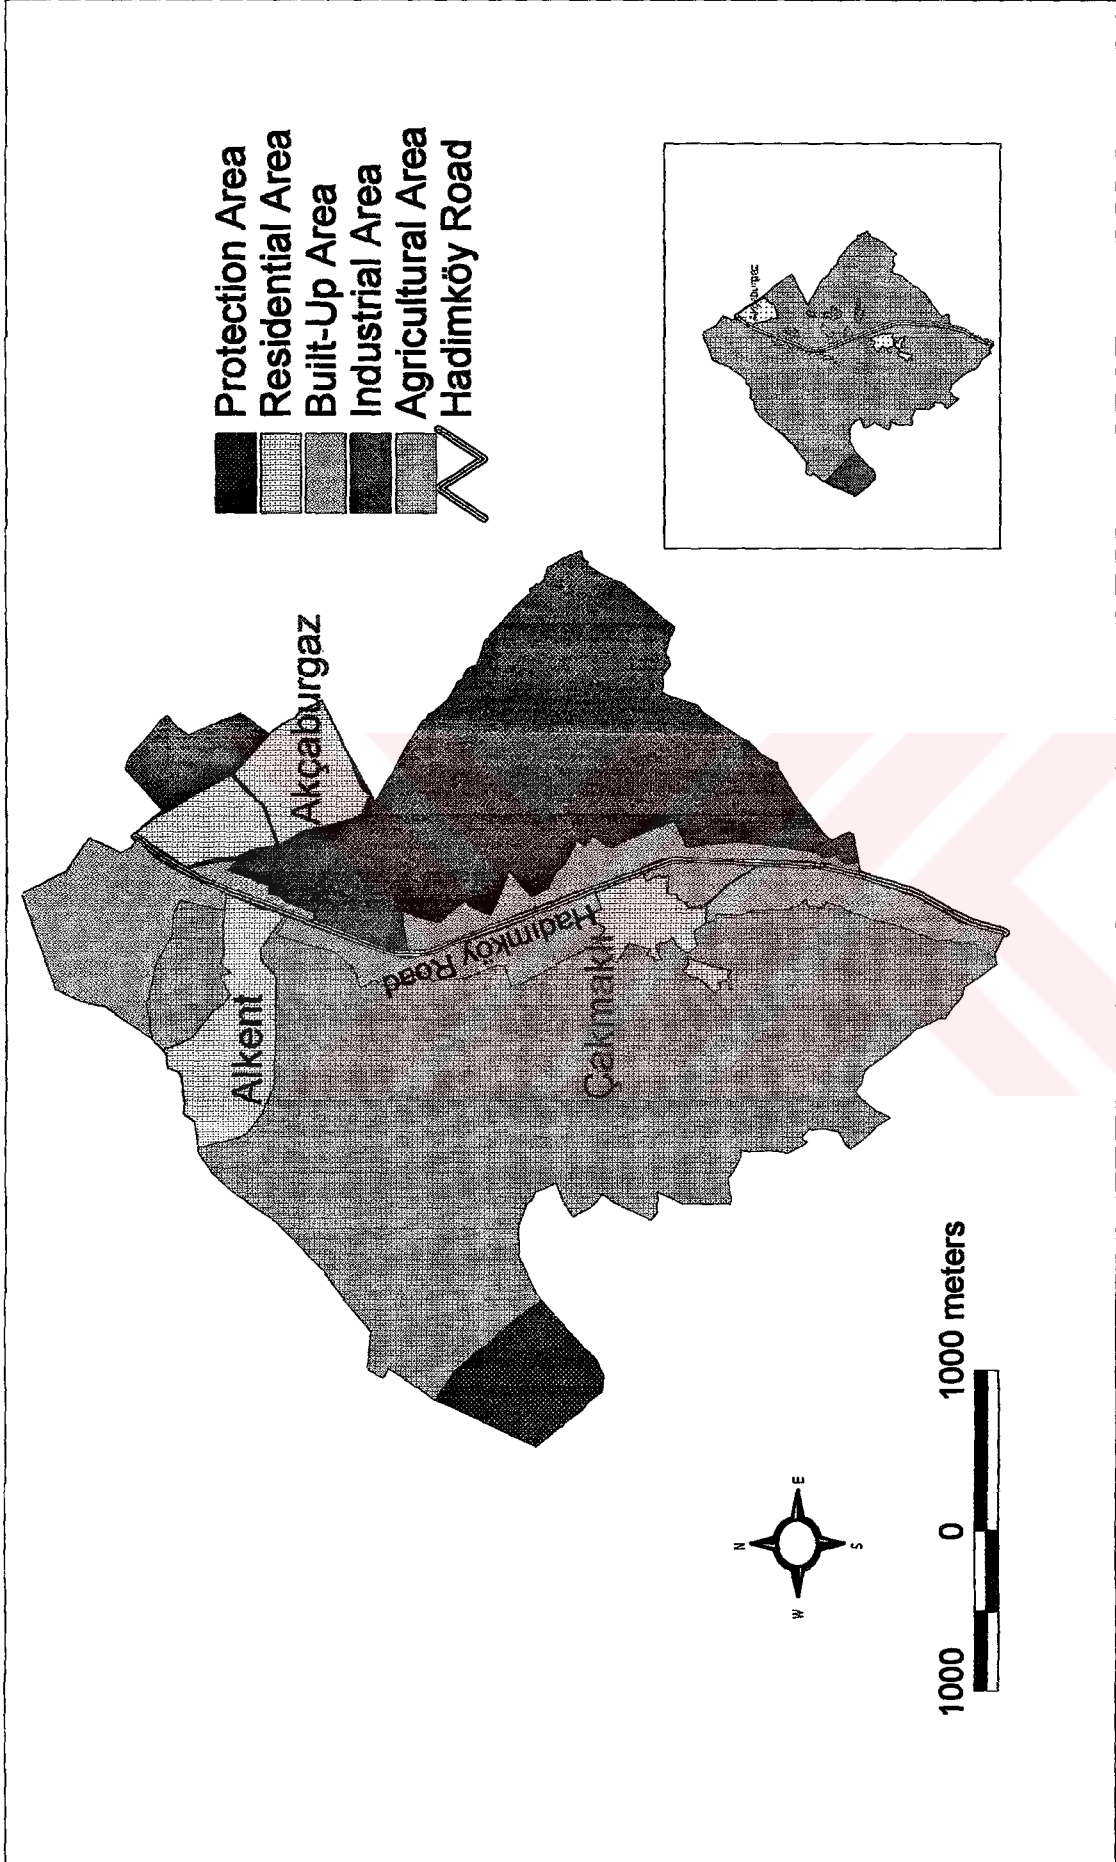 Protection Area
Residential Area
Built-Up Area
Industrial Area
Agricultural Area
Hadimköy Road
Akçaburgaz
Alkent
Hadımköy Road
Çakmaklı
N
W
E
S
1000 0 1000 meters